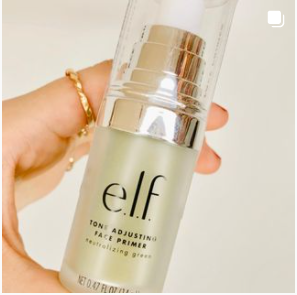 e.l.f.
TONE ADJUSTING
FACE PRIMER
neutralizing green
NET 0.47 FL OZ